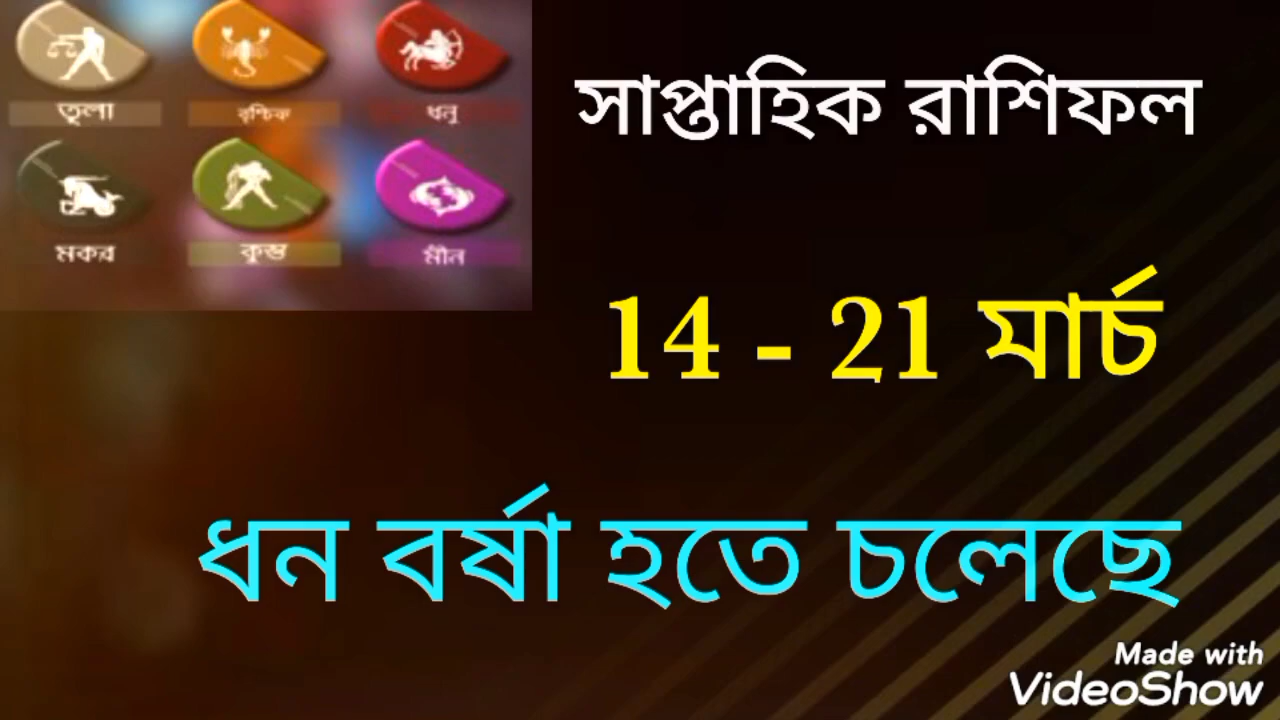 তুলা বৃশ্চিক ধনু
মকর কুম্ভ মীন
সাপ্তাহিক রাশিফল
14 - 21 মার্চ
ধন বর্ষা হতে চলেছে
Made with
VideoShow